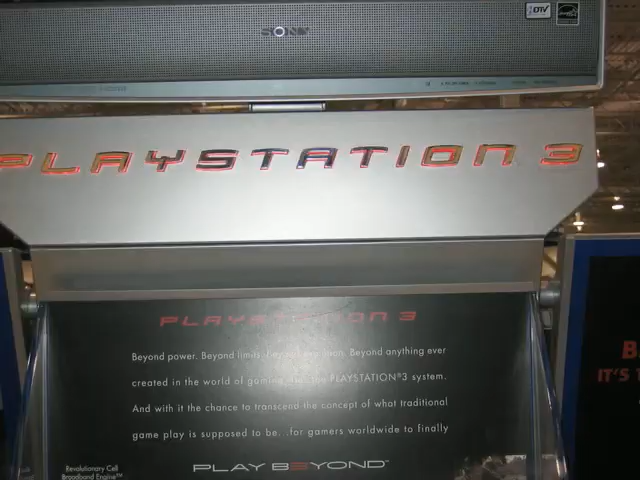 SONY
DTV
PLAYSTATION 3
PLAYSTATION 3
Beyond power. Beyond limits. Beyond anything ever
created in the world of gaming the PLAYSTATION®3 system.
And with it the chance to transcend the concept of what traditional
game play is supposed to be...for gamers worldwide to finally
PLAY BEYOND™
Revolutionary Cell
Broadband Engine™
B
IT'S